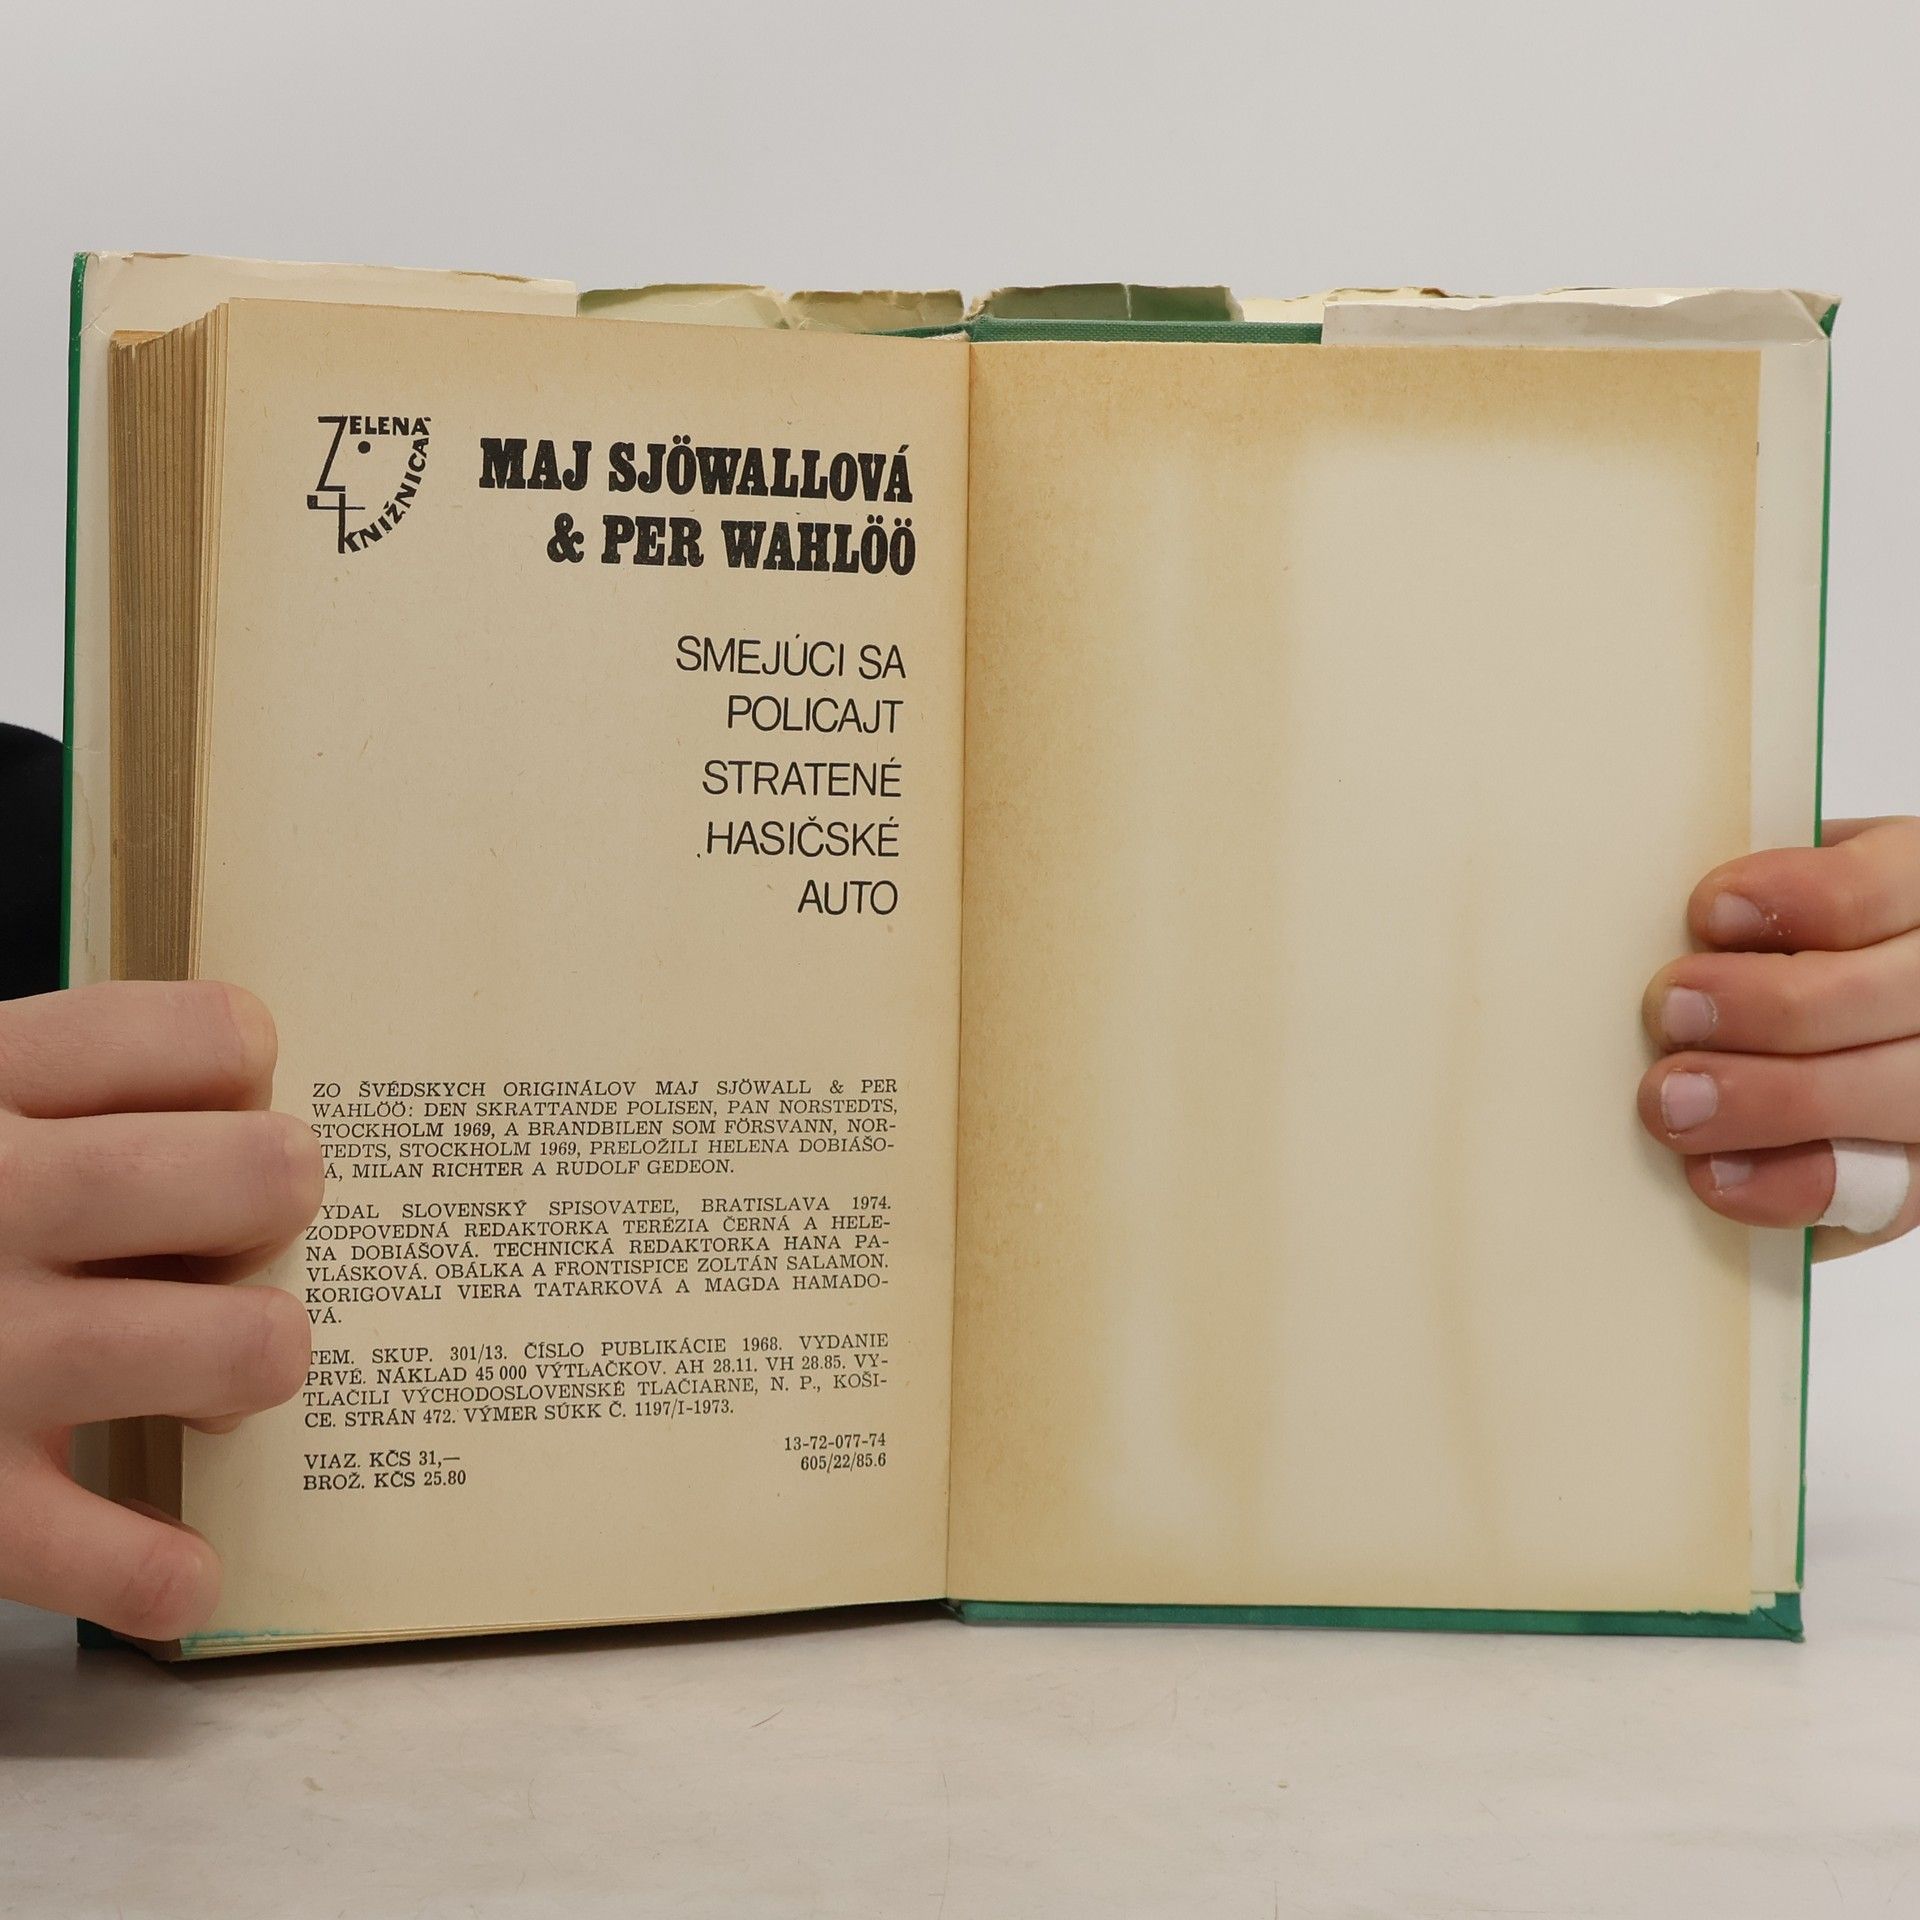 ZELENÁ
KNIŽNICA
MAJ SJÖWALLOVÁ
& PER WAHLÖÖ
SMEJÚCI SA
POLICAJT
STRATENÉ
HASIČSKÉ
AUTO
ZO ŠVÉDSKYCH ORIGINÁLOV MAJ SJÖWALL & PER
WAHLÖÖ: DEN SKRATTANDE POLISEN, PAN NORSTEDTS,
STOCKHOLM 1969, A BRANDBILEN SOM FÖRSVANN, NOR-
TEDTS, STOCKHOLM 1969, PRELOŽILI HELENA DOBIÁŠO-
Á, MILAN RICHTER A RUDOLF GEDEON.
YDAL SLOVENSKÝ SPISOVATEĽ, BRATISLAVA 1974.
ZODPOVEDNÁ REDAKTORKA TERÉZIA ČERNÁ A HELE-
NA DOBIÁŠOVÁ. TECHNICKÁ REDAKTORKA HANA PA-
VLÁSKOVÁ. OBÁLKA A FRONTISPICE ZOLTÁN SALAMON.
KORIGOVALI VIERA TATARKOVÁ A MAGDA HAMADO-
VÁ.
TEM. SKUP. 301/13. ČÍSLO PUBLIKÁCIE 1968. VYDANIE
PRVÉ. NÁKLAD 45 000 VÝTLAČKOV. AH 28.11. VH 28.85. VY-
TLAČILI VÝCHODOSLOVENSKÉ TLAČIARNE, N. P., KOŠI-
CE. STRÁN 472. VÝMER SÚKK Č. 1197/I-1973.
VIAZ. KČS 31,—
BROŽ. KČS 25.80
13-72-077-74
605/22/85.6